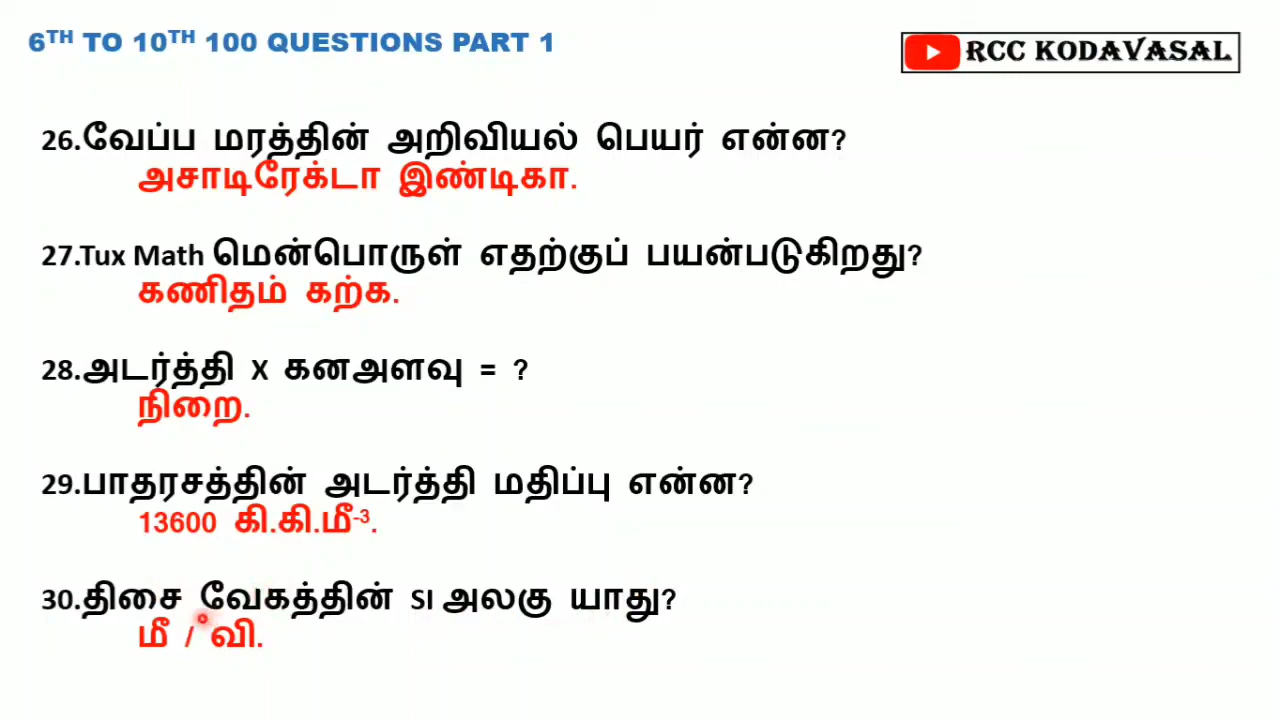 6TH TO 10TH 100 QUESTIONS PART 1
RCC KODAVASAL
26.வேப்ப மரத்தின் அறிவியல் பெயர் என்ன?
அசாடிரேக்டா இண்டிகா.
27.Tux Math மென்பொருள் எதற்குப் பயன்படுகிறது?
கணிதம் கற்க.
28.அடர்த்தி X கனஅளவு = ?
நிறை.
29.பாதரசத்தின் அடர்த்தி மதிப்பு என்ன?
13600 கி.கி.மீ-3.
30.திசை வேகத்தின் SI அலகு யாது?
மீ / வி.